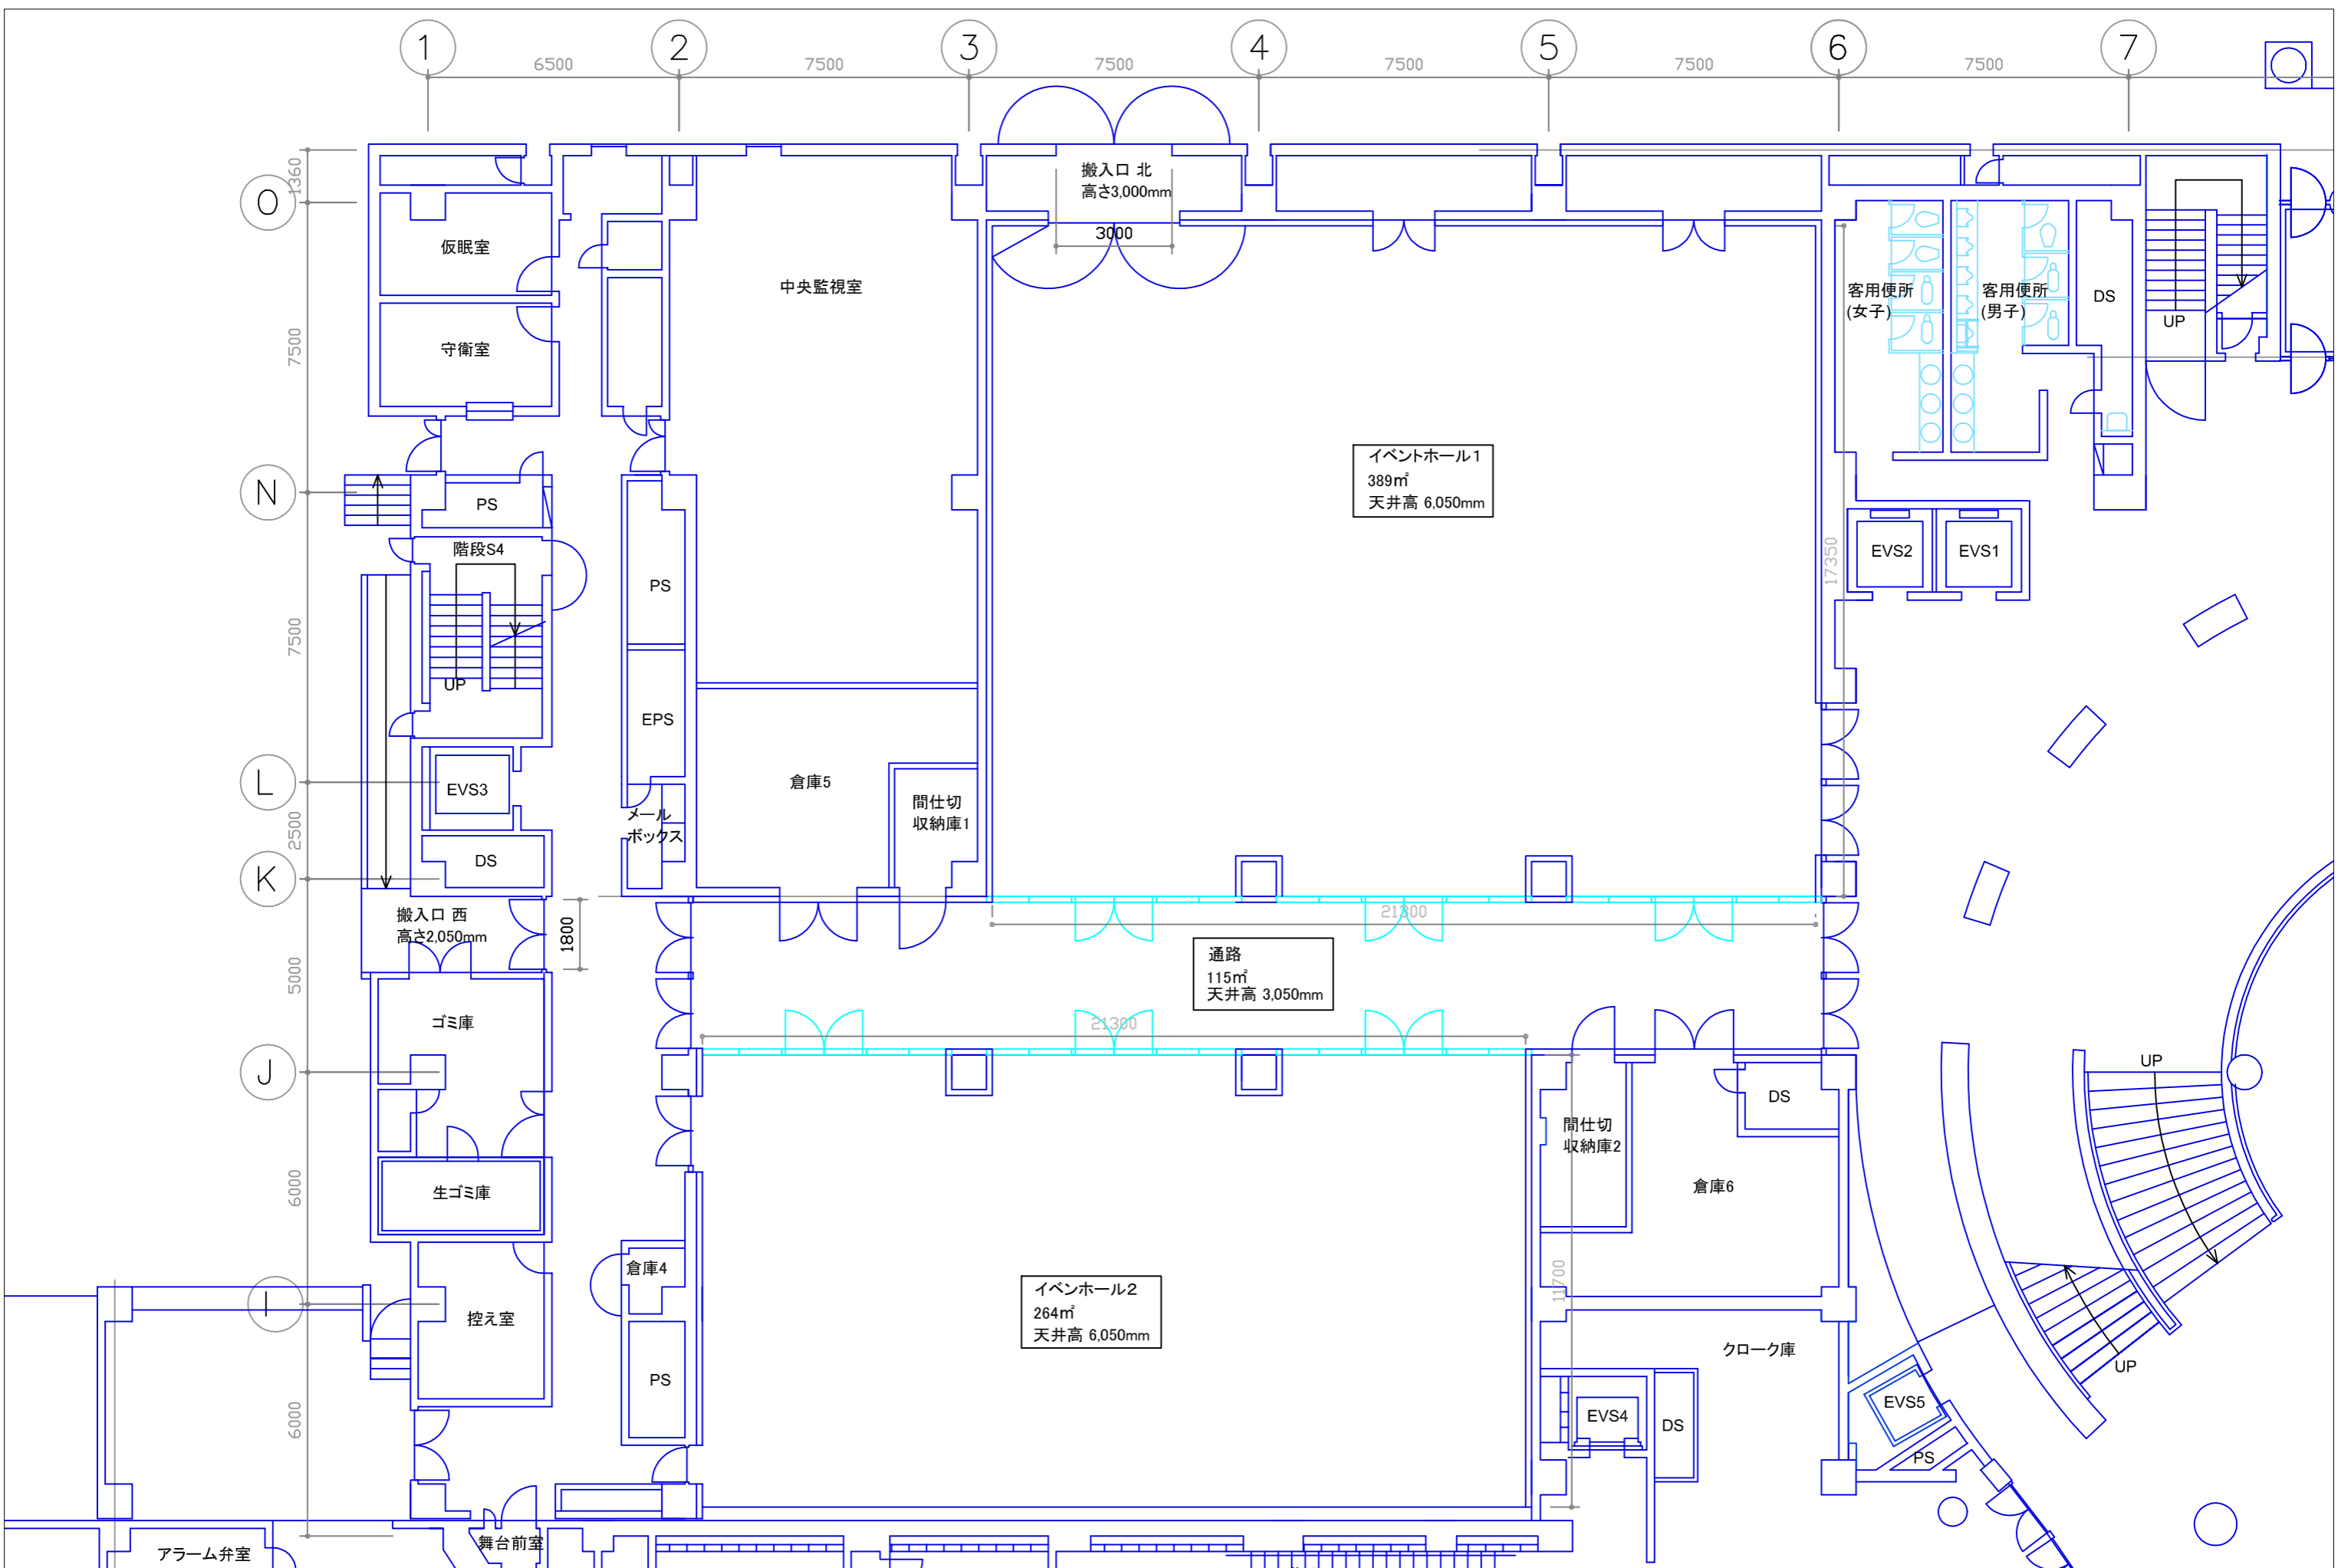 1
2
3
4
5
6
7
6500
7500
7500
7500
7500
7500
O
N
L
K
J
I
1360
7500
7500
2500
5000
6000
6000
搬入口 北
高さ3,000mm
3000
仮眠室
守衛室
中央監視室
客用便所
(女子)
客用便所
(男子)
DS
UP
イベントホール1
389㎡
天井高 6,050mm
PS
階段S4
UP
PS
EPS
EVS2
EVS1
17350
EVS3
DS
メール
ボックス
倉庫5
間仕切
収納庫1
搬入口 西
高さ2,050mm
1800
21300
通路
115㎡
天井高 3,050mm
21300
ゴミ庫
生ゴミ庫
間仕切
収納庫2
DS
倉庫6
UP
倉庫4
控え室
PS
イベンホール2
264㎡
天井高 6,050mm
11700
クローク庫
EVS4
DS
EVS5
PS
UP
舞台前室
アラーム弁室